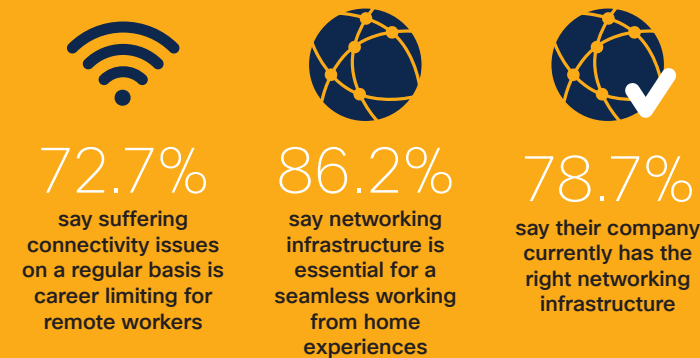 72.7%
say suffering
connectivity issues
on a regular basis is
career limiting for
remote workers
86.2%
say networking
infrastructure is
essential for a
seamless working
from home
experiences
78.7%
say their company
currently has the
right networking
infrastructure